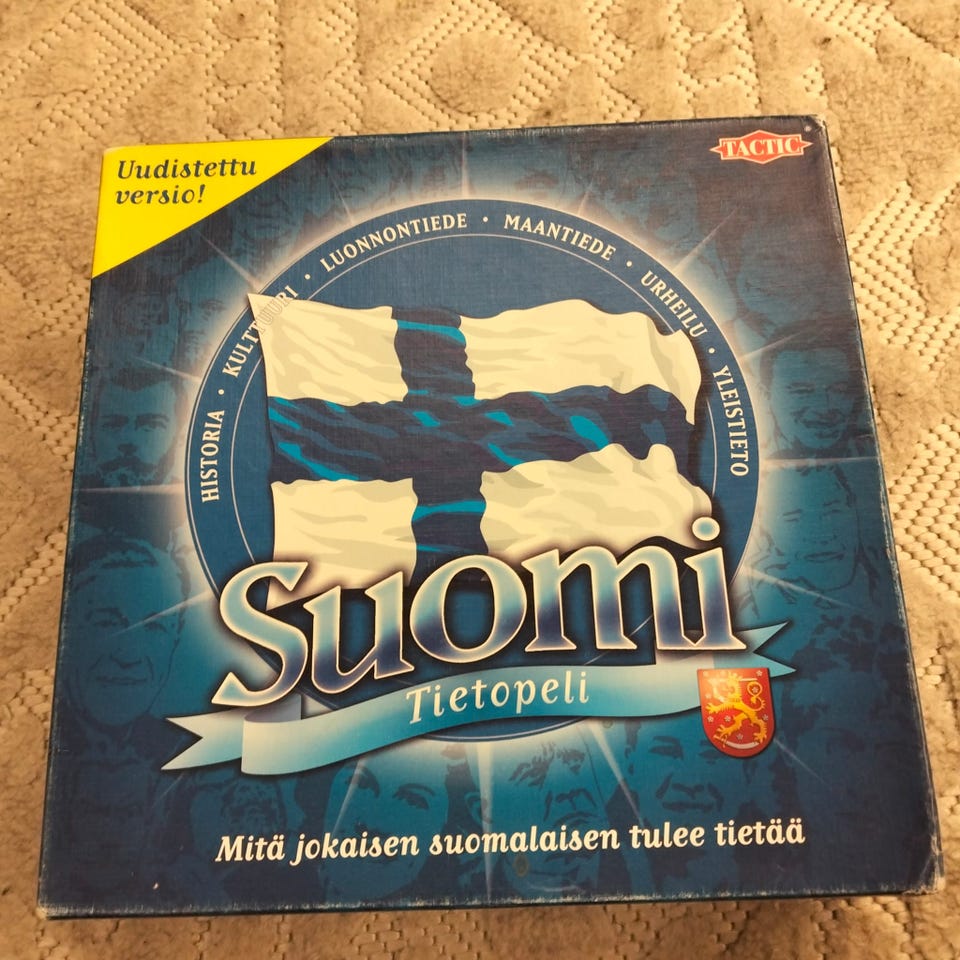 Uudistettu
versio!
TACTIC
HISTORIA • KULTTUURI • LUONNONTIEDE • MAANTIEDE • URHEILU • YLEISTIETO
Suomi
Tietopeli
Mitä jokaisen suomalaisen tulee tietää